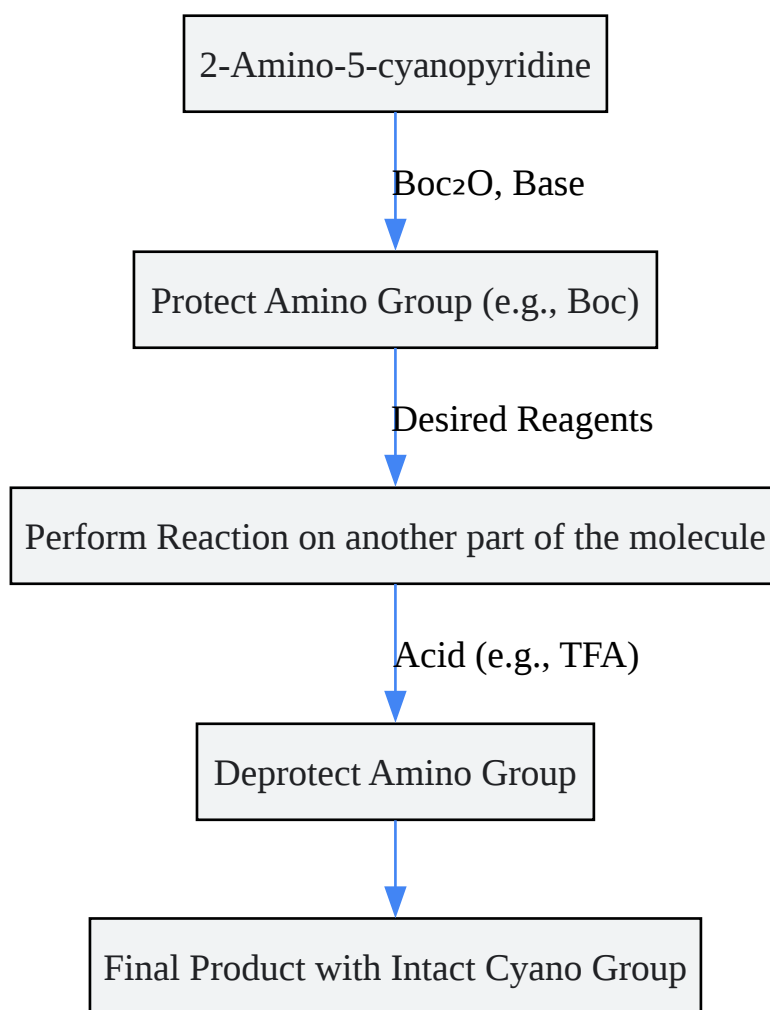 2-Amino-5-cyanopyridine
Boc₂O, Base
Protect Amino Group (e.g., Boc)
Desired Reagents
Perform Reaction on another part of the molecule
Acid (e.g., TFA)
Deprotect Amino Group
Final Product with Intact Cyano Group